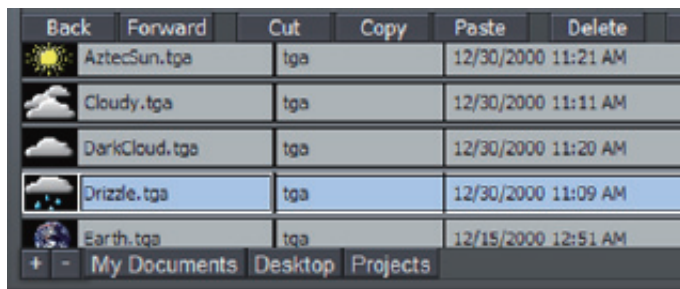 Back Forward Cut Copy Paste Delete
AztecSun.tga tga 12/30/2000 11:21 AM
Cloudy.tga tga 12/30/2000 11:11 AM
DarkCloud.tga tga 12/30/2000 11:20 AM
Drizzle.tga tga 12/30/2000 11:09 AM
Earth.tga tga 12/15/2000 12:51 AM
+ - My Documents Desktop Projects